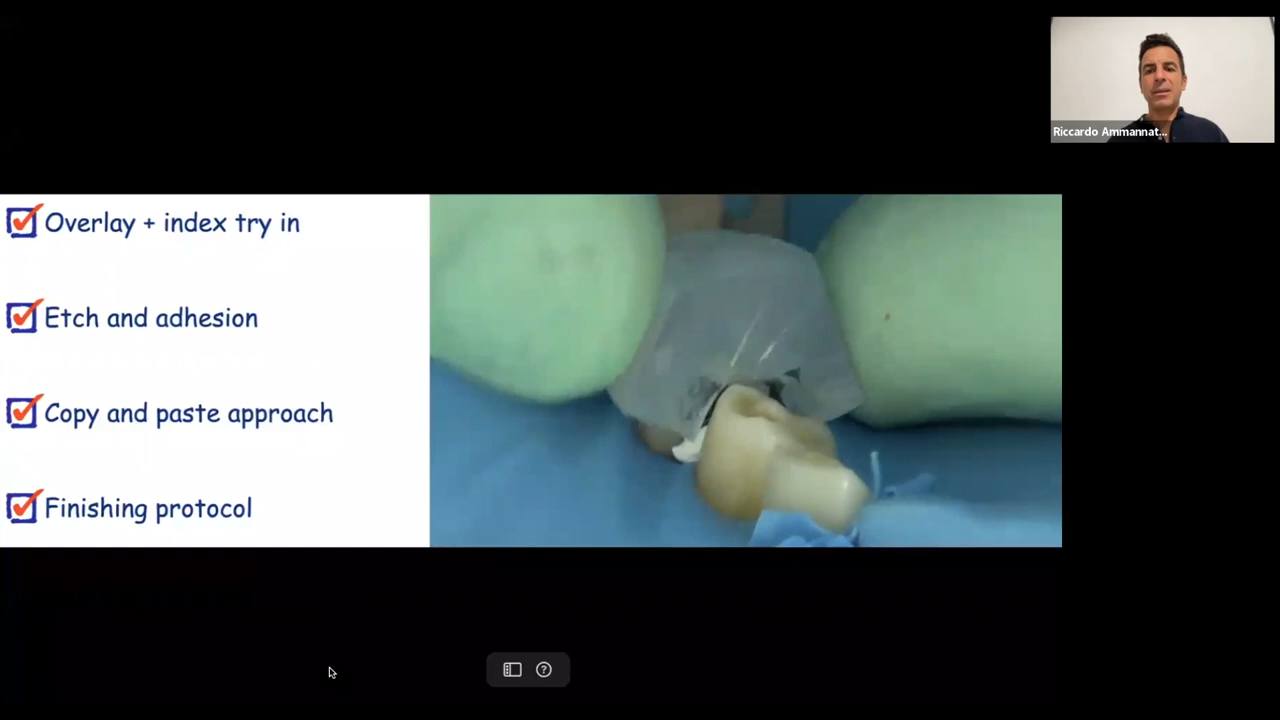 Riccardo Ammannat...
Overlay + index try in
Etch and adhesion
Copy and paste approach
Finishing protocol